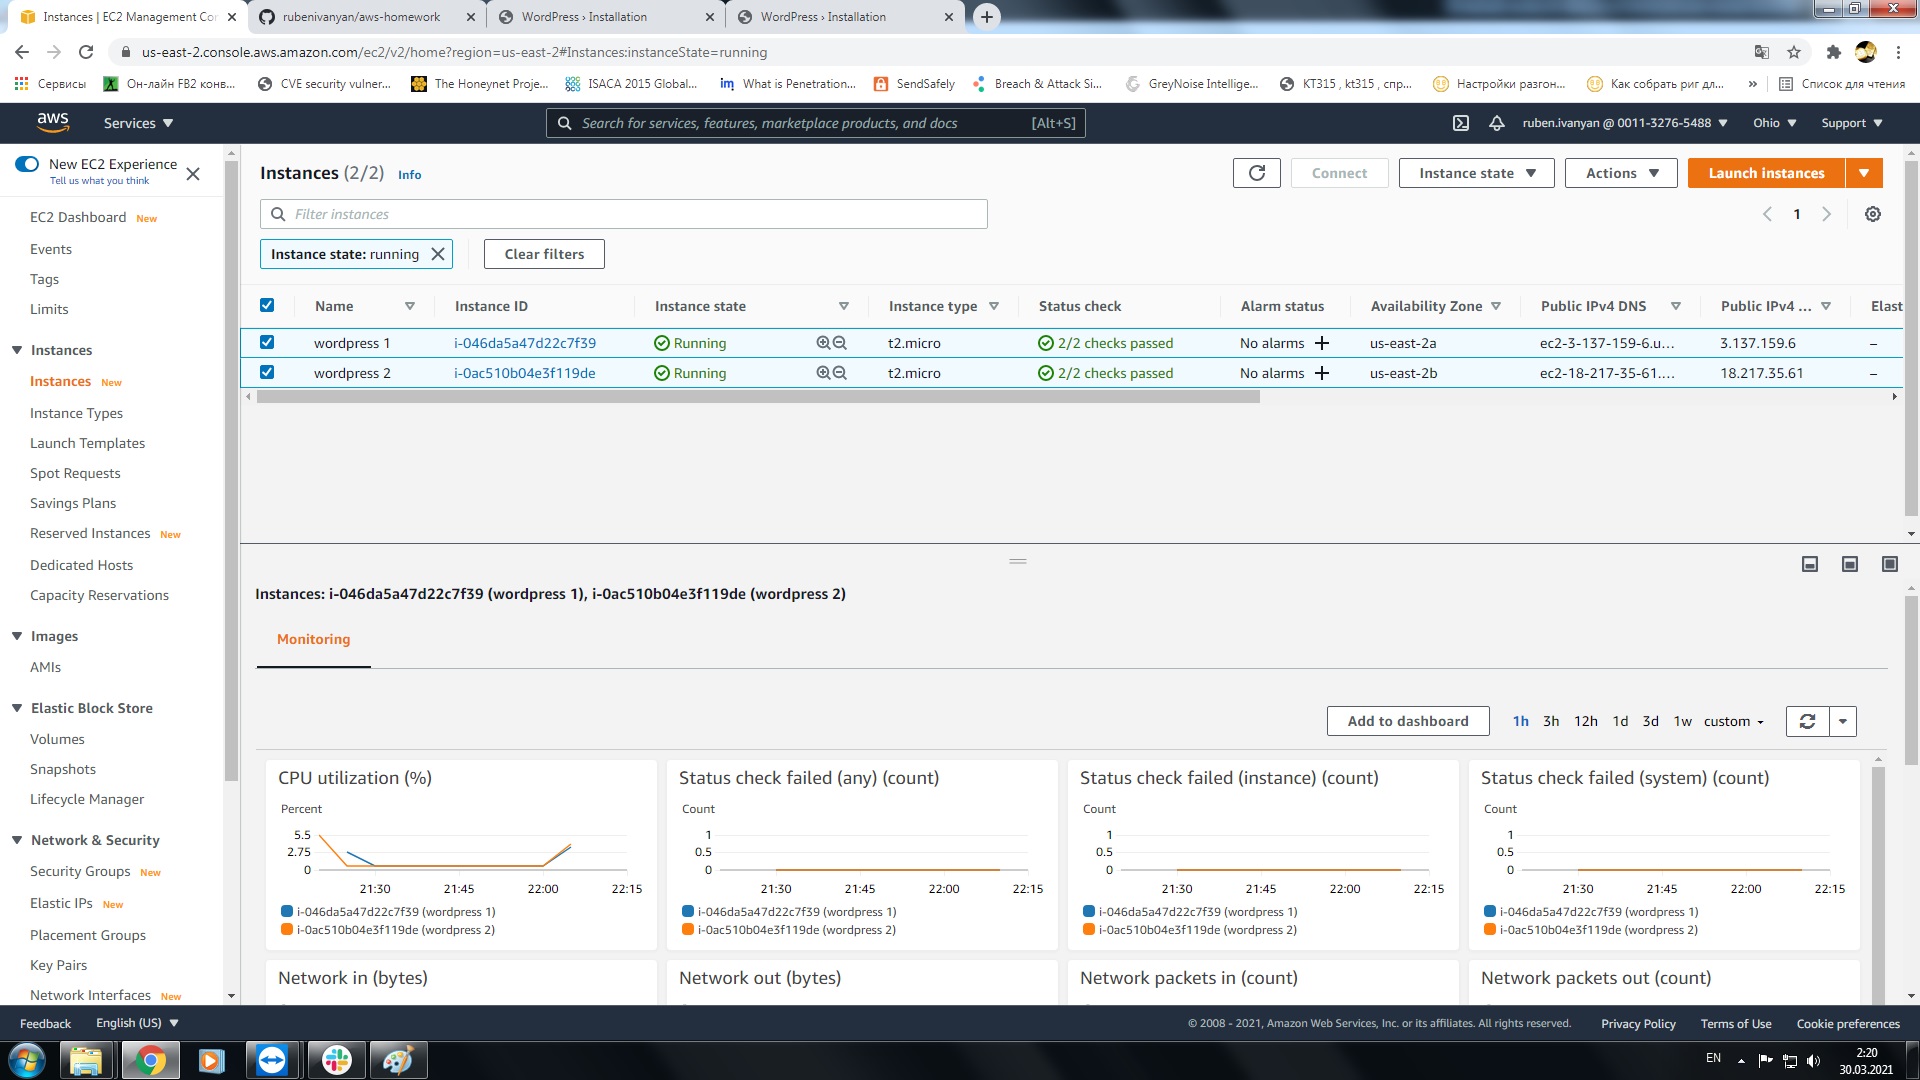 Instances | EC2 Management Con
rubenivanyan/aws-homework
WordPress › Installation
WordPress › Installation
us-east-2.console.aws.amazon.com/ec2/v2/home?region=us-east-2#Instances:instanceState=running
Сервисы
Он-лайн FB2 конв...
CVE security vulner...
The Honeynet Proje...
ISACA 2015 Global...
im What is Penetration...
SendSafely
Breach & Attack Si...
GreyNoise Intellige...
КТ315 , kt315 , спр...
Настройки разгон...
Как собрать риг дл...
»
Список для чтения
aws
Services
Search for services, features, marketplace products, and docs [Alt+S]
ruben.ivanyan @ 0011-3276-5488
Ohio
Support
New EC2 Experience
Tell us what you think
EC2 Dashboard New
Events
Tags
Limits
Instances
Instances New
Instance Types
Launch Templates
Spot Requests
Savings Plans
Reserved Instances New
Dedicated Hosts
Capacity Reservations
Images
AMIs
Elastic Block Store
Volumes
Snapshots
Lifecycle Manager
Network & Security
Security Groups New
Elastic IPs New
Placement Groups
Key Pairs
Network Interfaces New
Instances (2/2) Info
Connect
Instance state
Actions
Launch instances
Filter instances
1
Instance state: running
Clear filters
Name Instance ID Instance state Instance type Status check Alarm status Availability Zone Public IPv4 DNS Public IPv4 ... Elast
wordpress 1 i-046da5a47d22c7f39 Running t2.micro 2/2 checks passed No alarms us-east-2a ec2-3-137-159-6.u... 3.137.159.6 –
wordpress 2 i-0ac510b04e3f119de Running t2.micro 2/2 checks passed No alarms us-east-2b ec2-18-217-35-61.... 18.217.35.61 –
Instances: i-046da5a47d22c7f39 (wordpress 1), i-0ac510b04e3f119de (wordpress 2)
Monitoring
Add to dashboard
1h 3h 12h 1d 3d 1w custom
CPU utilization (%)
Percent
5.5
2.75
0
21:30 21:45 22:00 22:15
i-046da5a47d22c7f39 (wordpress 1)
i-0ac510b04e3f119de (wordpress 2)
Status check failed (any) (count)
Count
1
0.5
0
21:30 21:45 22:00 22:15
i-046da5a47d22c7f39 (wordpress 1)
i-0ac510b04e3f119de (wordpress 2)
Status check failed (instance) (count)
Count
1
0.5
0
21:30 21:45 22:00 22:15
i-046da5a47d22c7f39 (wordpress 1)
i-0ac510b04e3f119de (wordpress 2)
Status check failed (system) (count)
Count
1
0.5
0
21:30 21:45 22:00 22:15
i-046da5a47d22c7f39 (wordpress 1)
i-0ac510b04e3f119de (wordpress 2)
Network in (bytes)
Network out (bytes)
Network packets in (count)
Network packets out (count)
Feedback
English (US)
© 2008 - 2021, Amazon Web Services, Inc. or its affiliates. All rights reserved.
Privacy Policy
Terms of Use
Cookie preferences
EN
2:20
30.03.2021